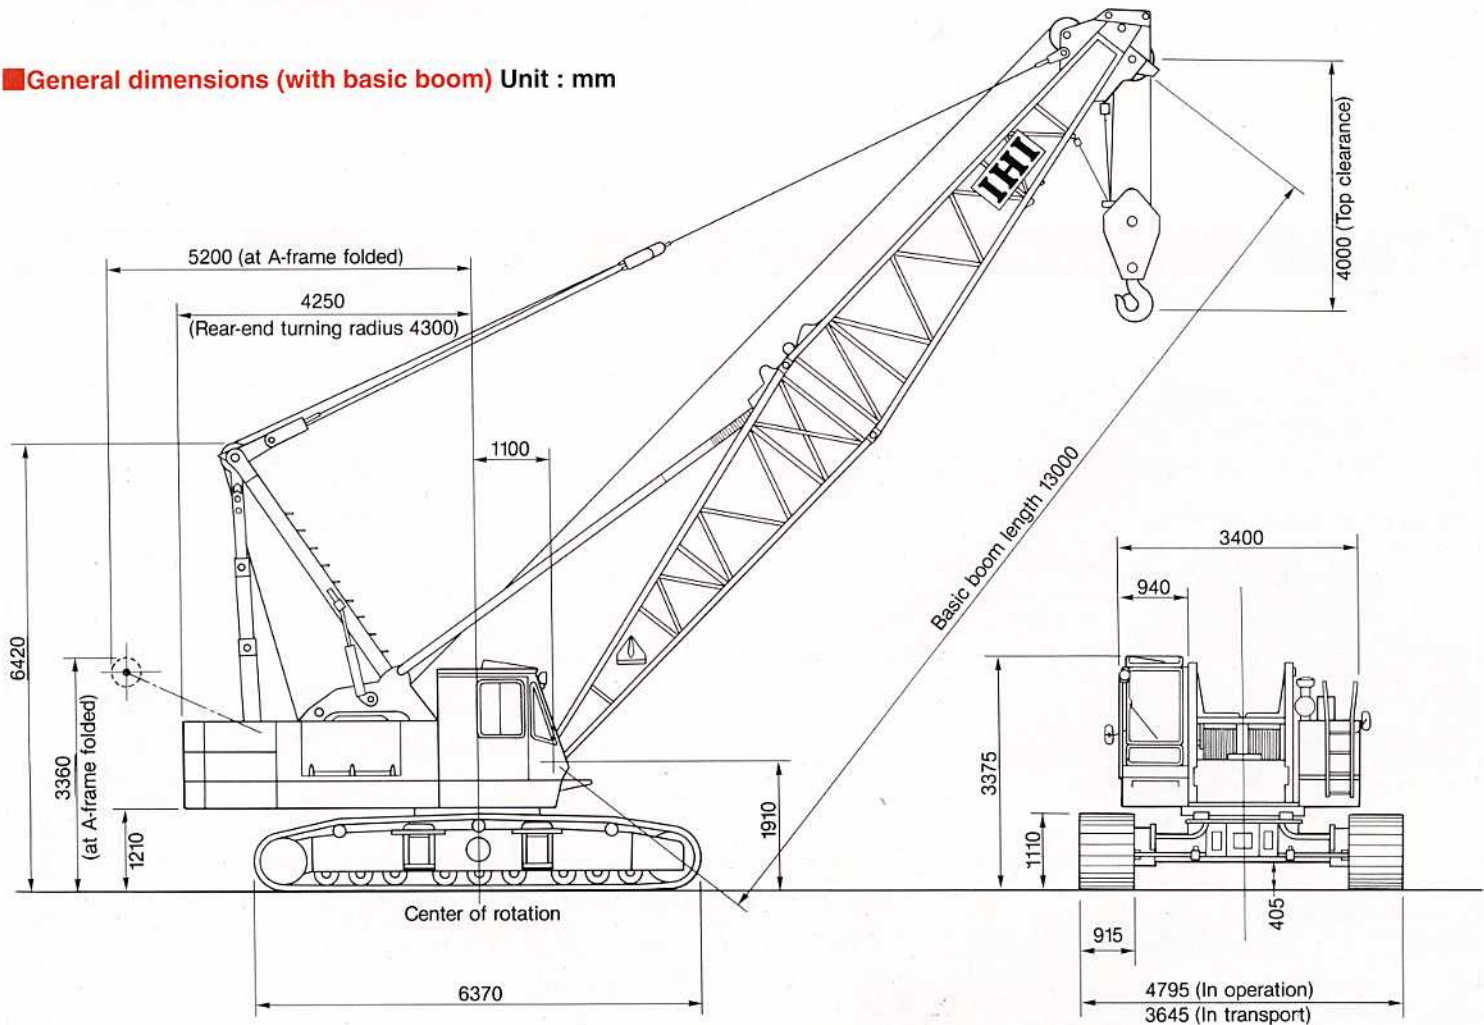 General dimensions (with basic boom) Unit : mm
IHI
4000 (Top clearance)
5200 (at A-frame folded)
4250
(Rear-end turning radius 4300)
1100
Basic boom length 13000
6420
3360
(at A-frame folded)
1210
1910
Center of rotation
6370
3400
940
3375
1110
405
915
4795 (In operation)
3645 (In transport)